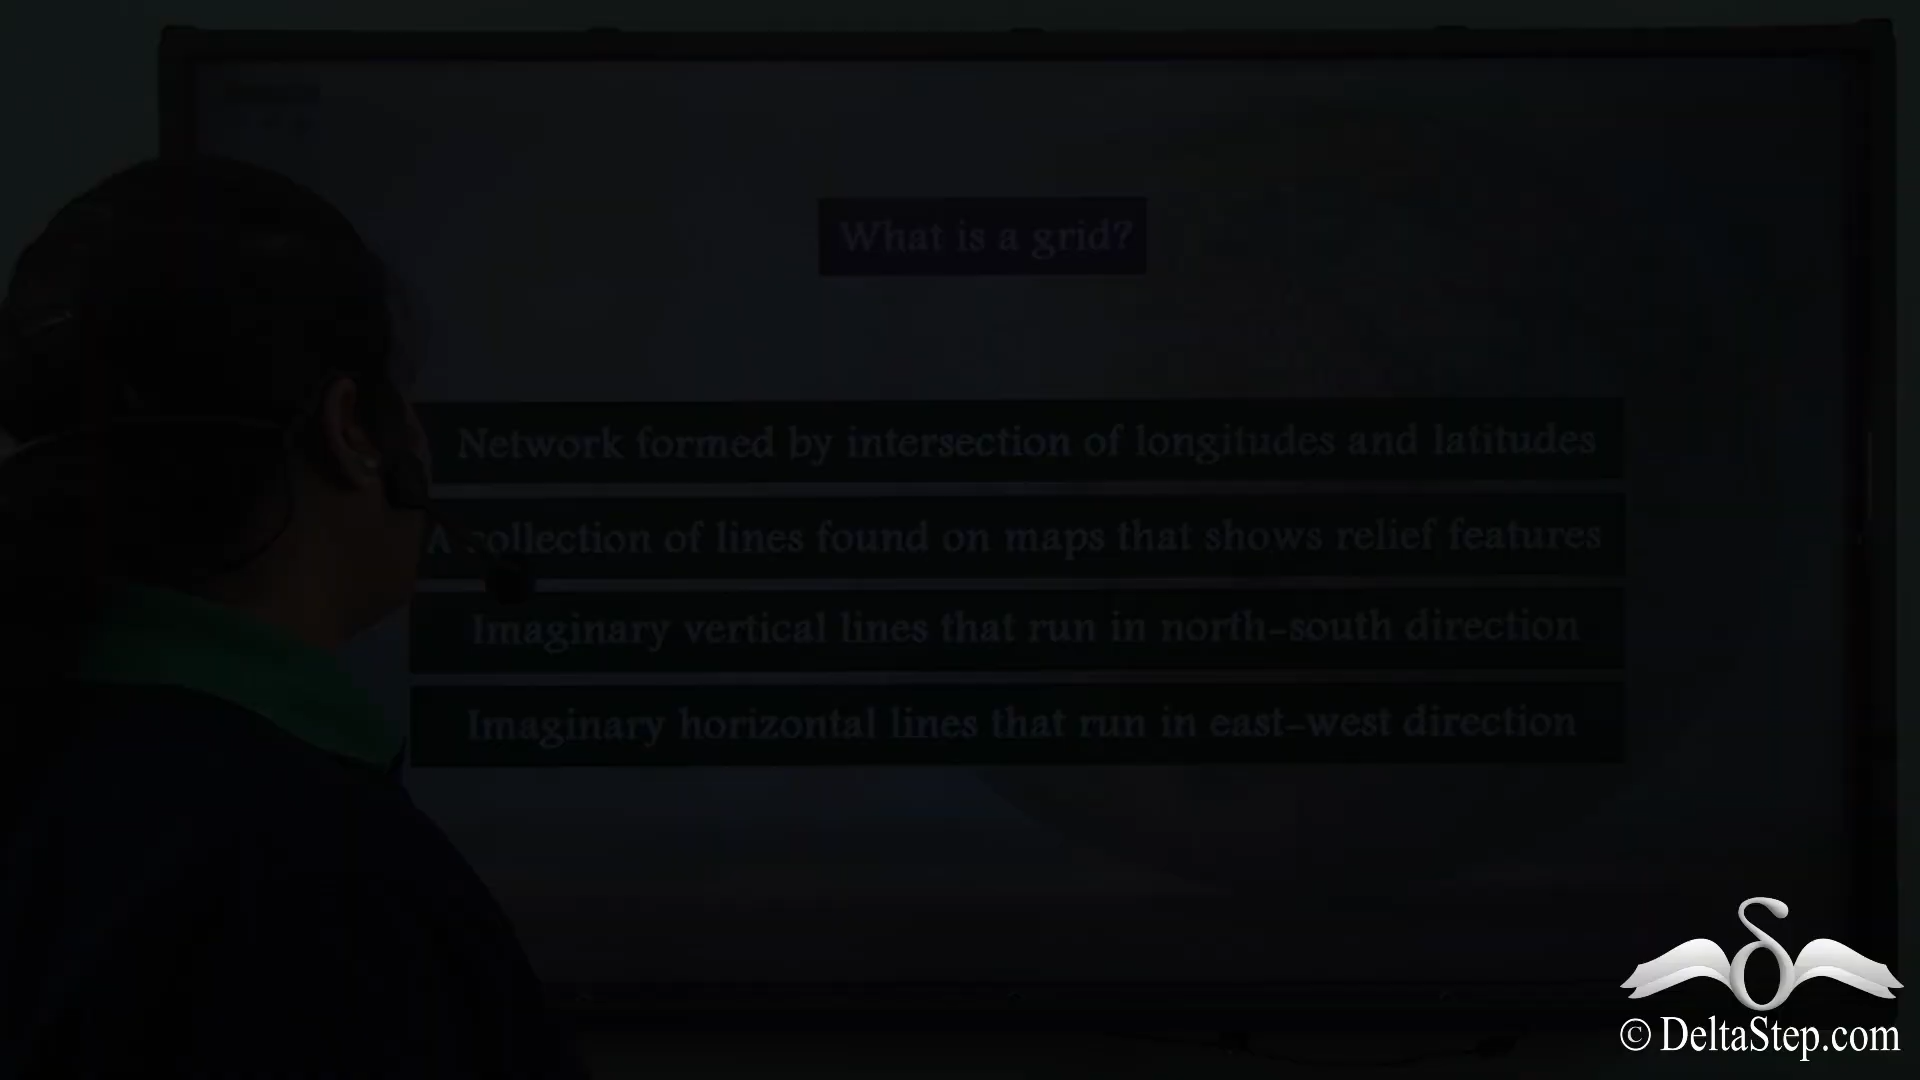 What is a grid?
Network formed by intersection of longitudes and latitudes
A collection of lines found on maps that shows relief features
Imaginary vertical lines that run in north-south direction
Imaginary horizontal lines that run in east-west direction
© DeltaStep.com